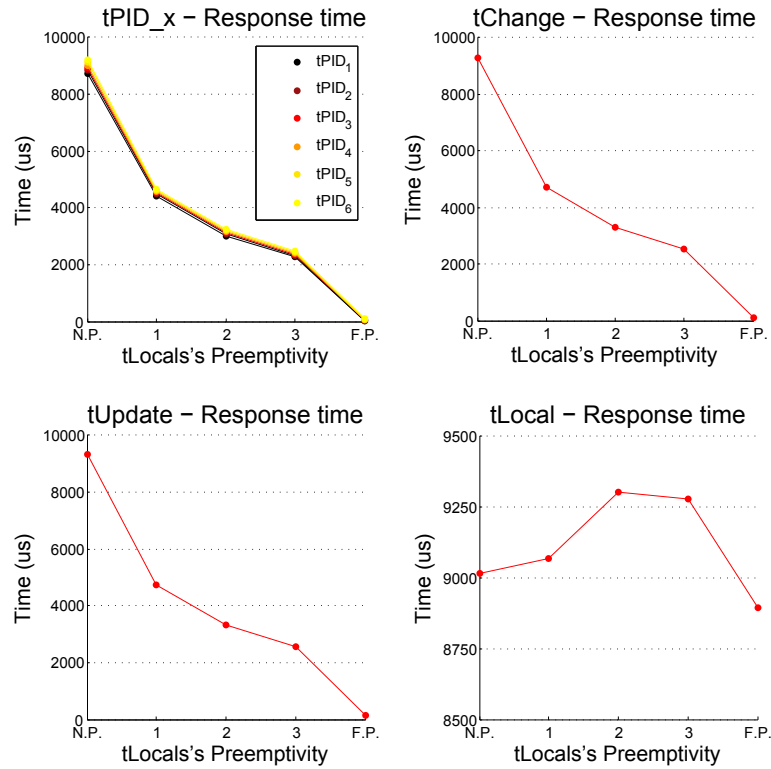 tPID_x − Response time
10000
8000
6000
4000
2000
0
Time (us)
N.P. 1 2 3 F.P.
tLocals's Preemptivity
tPID1
tPID2
tPID3
tPID4
tPID5
tPID6
tChange − Response time
10000
8000
6000
4000
2000
0
Time (us)
N.P. 1 2 3 F.P.
tLocals's Preemptivity
tUpdate − Response time
10000
8000
6000
4000
2000
0
Time (us)
N.P. 1 2 3 F.P.
tLocals's Preemptivity
tLocal − Response time
9500
9250
9000
8750
8500
Time (us)
N.P. 1 2 3 F.P.
tLocals's Preemptivity